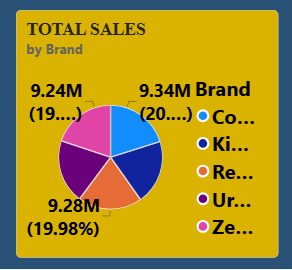 TOTAL SALES
by Brand
9.24M
(19....)
9.34M
(20....)
9.28M
(19.98%)
Brand
Co...
Ki...
Re...
Ur...
Ze...